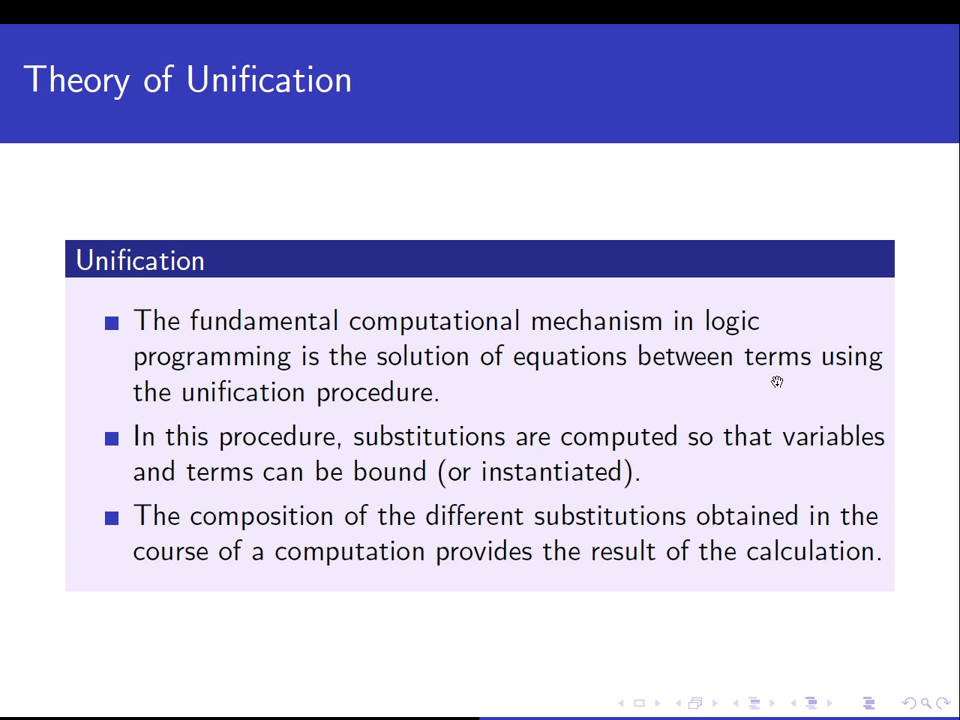 Theory of Unification
Unification
The fundamental computational mechanism in logic
programming is the solution of equations between terms using
the unification procedure.
In this procedure, substitutions are computed so that variables
and terms can be bound (or instantiated).
The composition of the different substitutions obtained in the
course of a computation provides the result of the calculation.